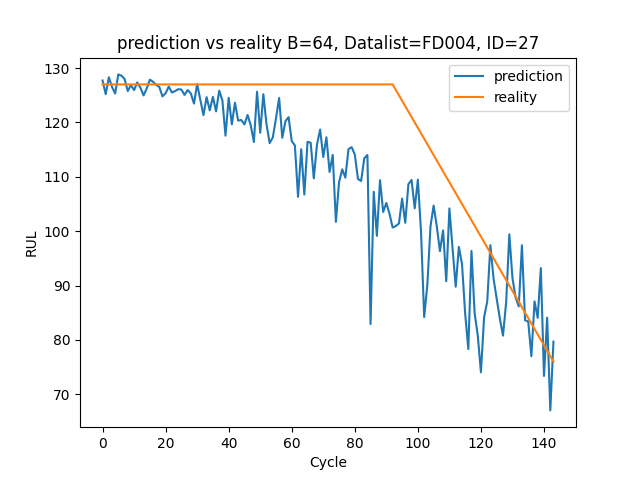 prediction vs reality B=64, Datalist=FD004, ID=27
prediction
reality
RUL
130
120
110
100
90
80
70
0 20 40 60 80 100 120 140
Cycle